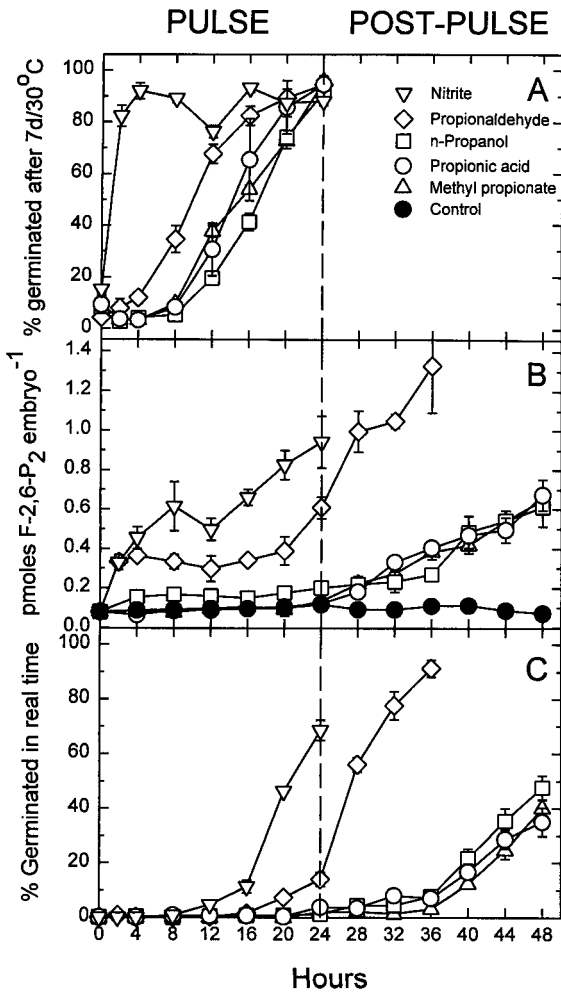 PULSE POST-PULSE
A
% germinated after 7d/30°C
100
80
60
40
20
0
Nitrite
Propionaldehyde
n-Propanol
Propionic acid
Methyl propionate
Control
B
pmoles F-2,6-P₂ embryo⁻¹
1.4
1.2
1.0
0.8
0.6
0.4
0.2
0.0
C
% Germinated in real time
100
80
60
40
20
0
0 4 8 12 16 20 24 28 32 36 40 44 48
Hours